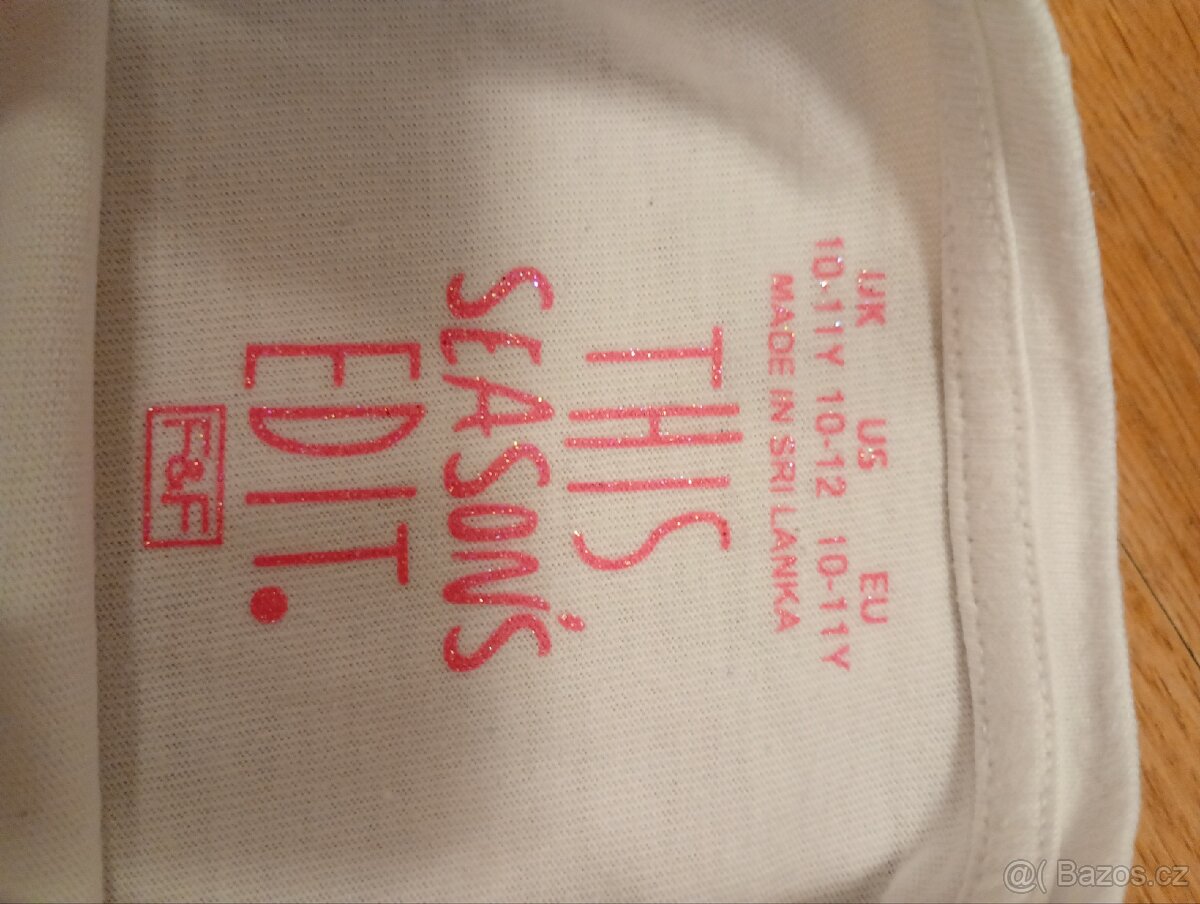 UK US EU
10-11Y 10-12 10-11Y
MADE IN SRI LANKA
THIS
SEASON'S
EDIT.
F&F
@( Bazos.cz